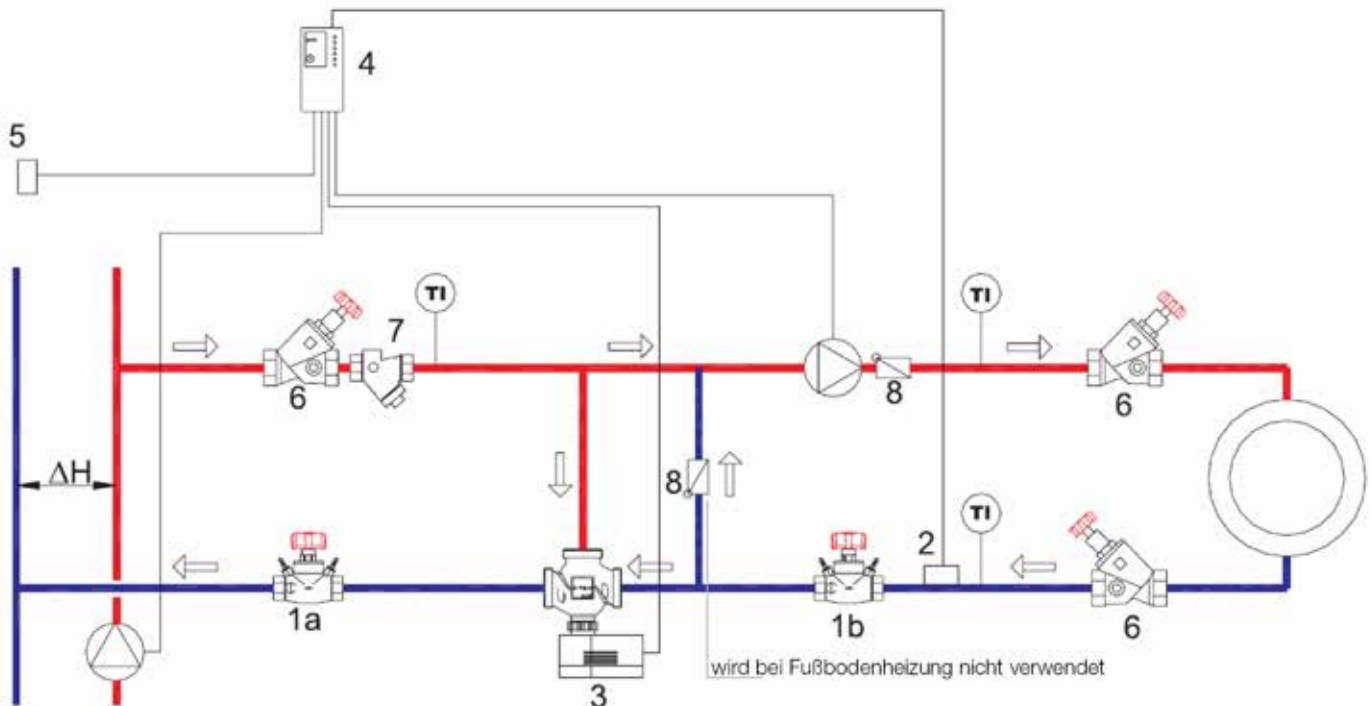 4
5
TI
TI
7
6
8
6
ΔH
8
TI
2
1a
1b
6
3
wird bei Fußbodenheizung nicht verwendet